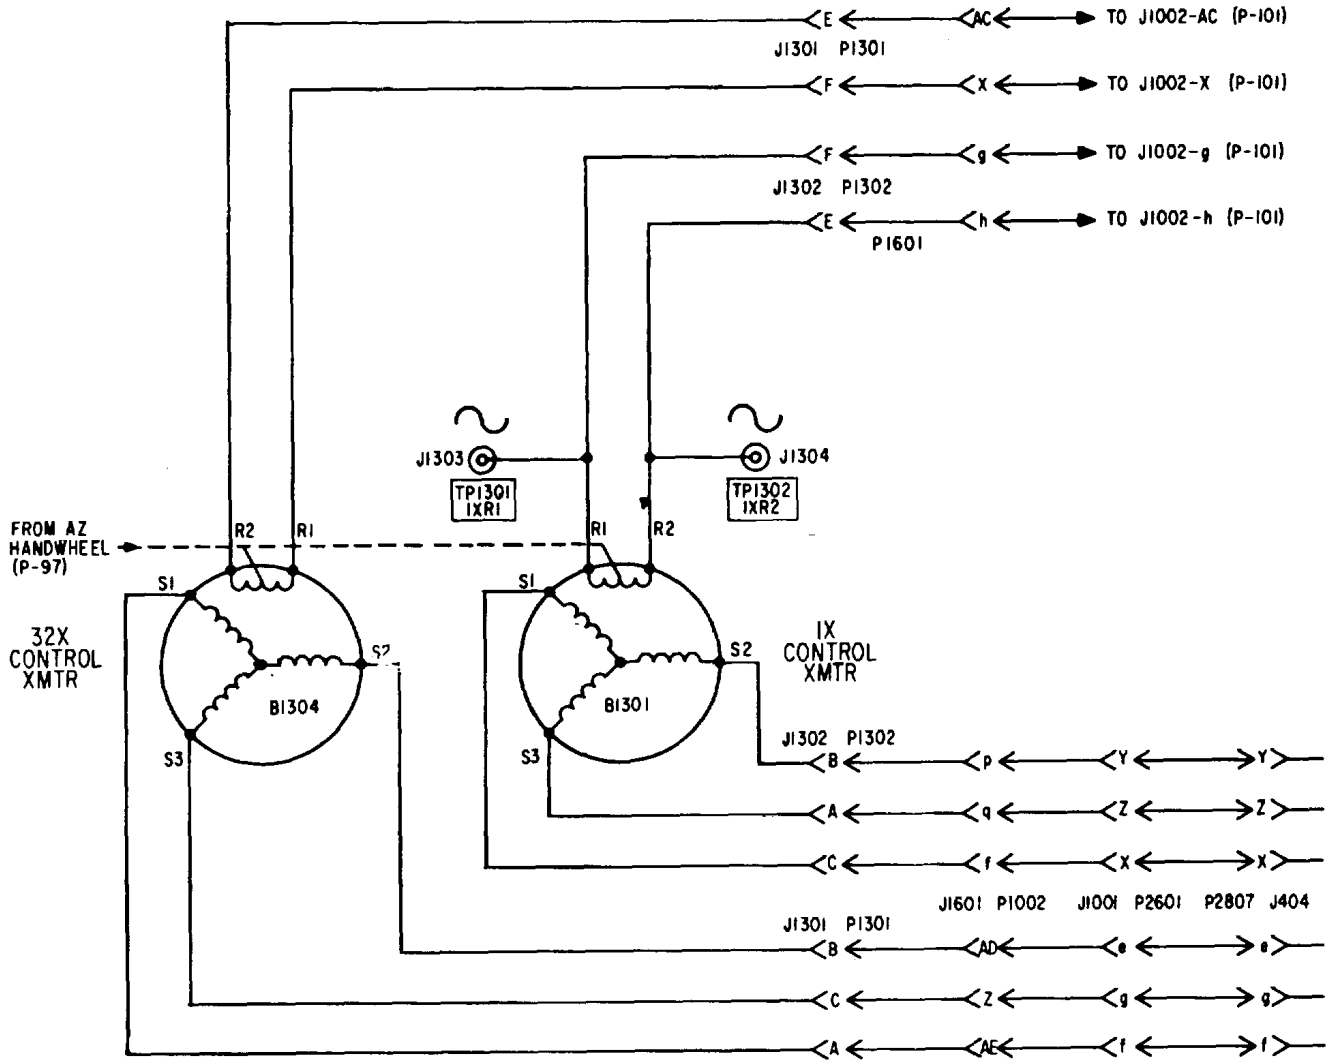 E AC TO J1002-AC (P-101)
J1301 P1301
F X TO J1002-X (P-101)
F g TO J1002-g (P-101)
J1302 P1302
E h TO J1002-h (P-101)
P1601
J1303
J1304
TP1301
1XR1
TP1302
1XR2
FROM AZ
HANDWHEEL
(P-97)
R2 R1
R1 R2
S1
S1
32X
CONTROL
XMTR
S2
B1304
S3
1X
CONTROL
XMTR
S2
B1301
S3
J1302 P1302
B p Y Y
A q Z Z
C f X X
J1601 P1002 J1001 P2601 P2807 J404
J1301 P1301
B AD e e
C Z g g
A AE f f